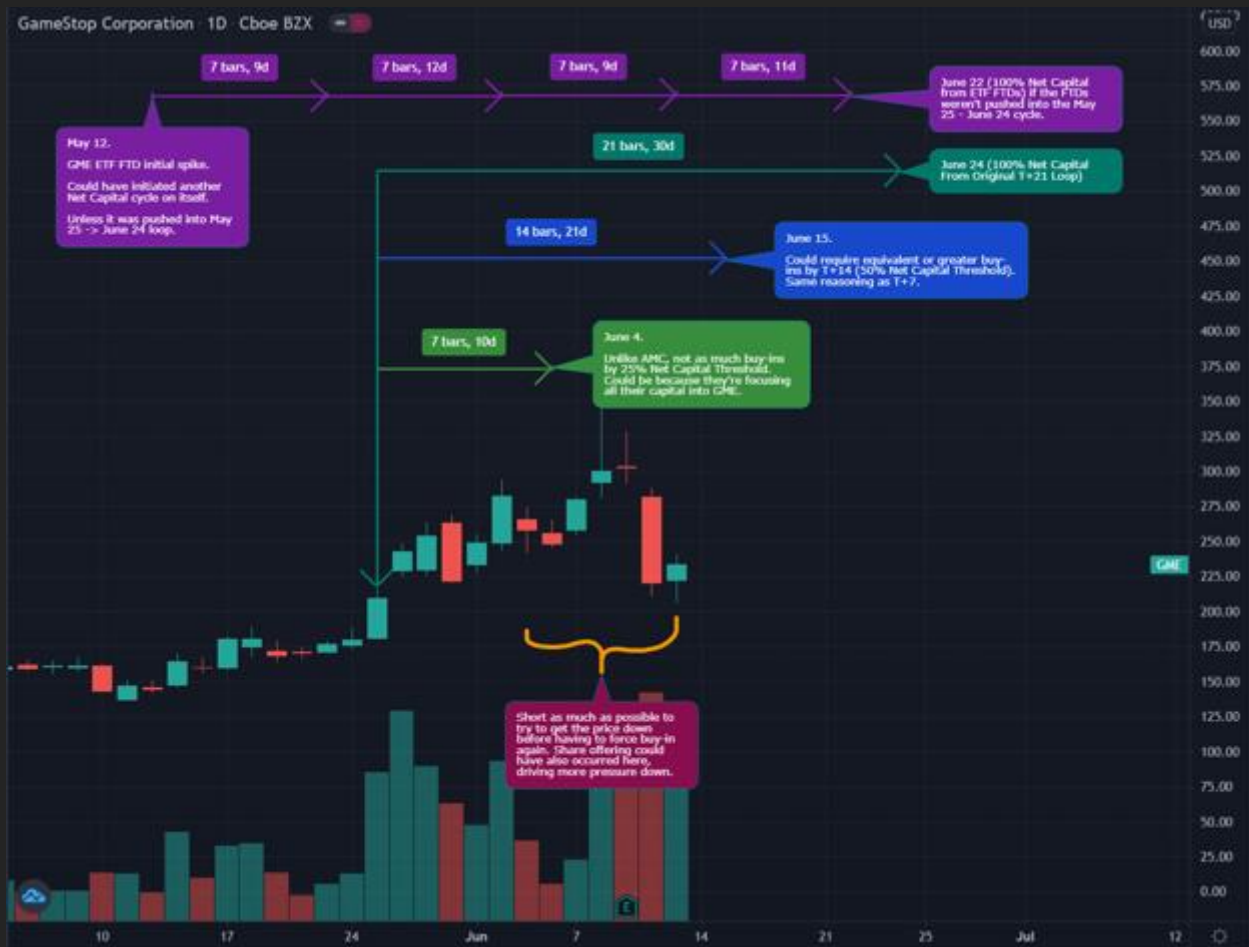 GameStop Corporation 1D Cboe BZX
USD
7 bars, 9d
7 bars, 12d
7 bars, 9d
7 bars, 11d
June 22 (100% Net Capital
from ETF FTDs) if the FTDs
weren't pushed into the May
25 - June 24 cycle.
May 12.
GME ETF FTD initial spike.
Could have initiated another
Net Capital cycle on itself.
Unless it was pushed into May
25 -> June 24 loop.
21 bars, 30d
June 24 (100% Net Capital
From Original T+21 Loop)
14 bars, 21d
June 15.
Could require equivalent or greater buy-
ins by T+14 (50% Net Capital Threshold).
Same reasoning as T+7.
7 bars, 10d
June 4.
Unlike AMC, not as much buy-ins
by 25% Net Capital Threshold.
Could be because they're focusing
all their capital into GME.
Short as much as possible to
try to get the price down
before having to force buy-in
again. Share offering could
have also occurred here,
driving more pressure down.
600.00
575.00
550.00
525.00
500.00
475.00
450.00
425.00
400.00
375.00
350.00
325.00
300.00
275.00
250.00
GME
225.00
200.00
175.00
150.00
125.00
100.00
75.00
50.00
25.00
0.00
E
10
17
24
Jun
7
14
21
25
Jul
12